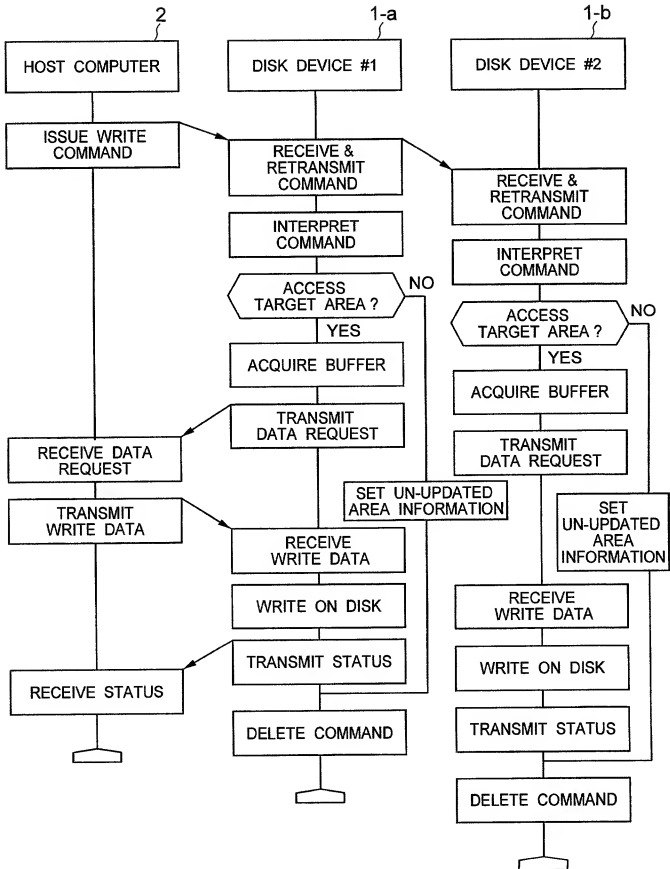 2
1-a
1-b
HOST COMPUTER
DISK DEVICE #1
DISK DEVICE #2
ISSUE WRITE
COMMAND
RECEIVE &
RETRANSMIT
COMMAND
RECEIVE &
RETRANSMIT
COMMAND
INTERPRET
COMMAND
INTERPRET
COMMAND
ACCESS
TARGET AREA ?
NO
ACCESS
TARGET AREA ?
NO
YES
YES
ACQUIRE BUFFER
ACQUIRE BUFFER
TRANSMIT
DATA REQUEST
TRANSMIT
DATA REQUEST
RECEIVE DATA
REQUEST
TRANSMIT
WRITE DATA
SET UN-UPDATED
AREA INFORMATION
SET
UN-UPDATED
AREA
INFORMATION
RECEIVE
WRITE DATA
RECEIVE
WRITE DATA
WRITE ON DISK
WRITE ON DISK
TRANSMIT STATUS
RECEIVE STATUS
TRANSMIT STATUS
DELETE COMMAND
DELETE COMMAND